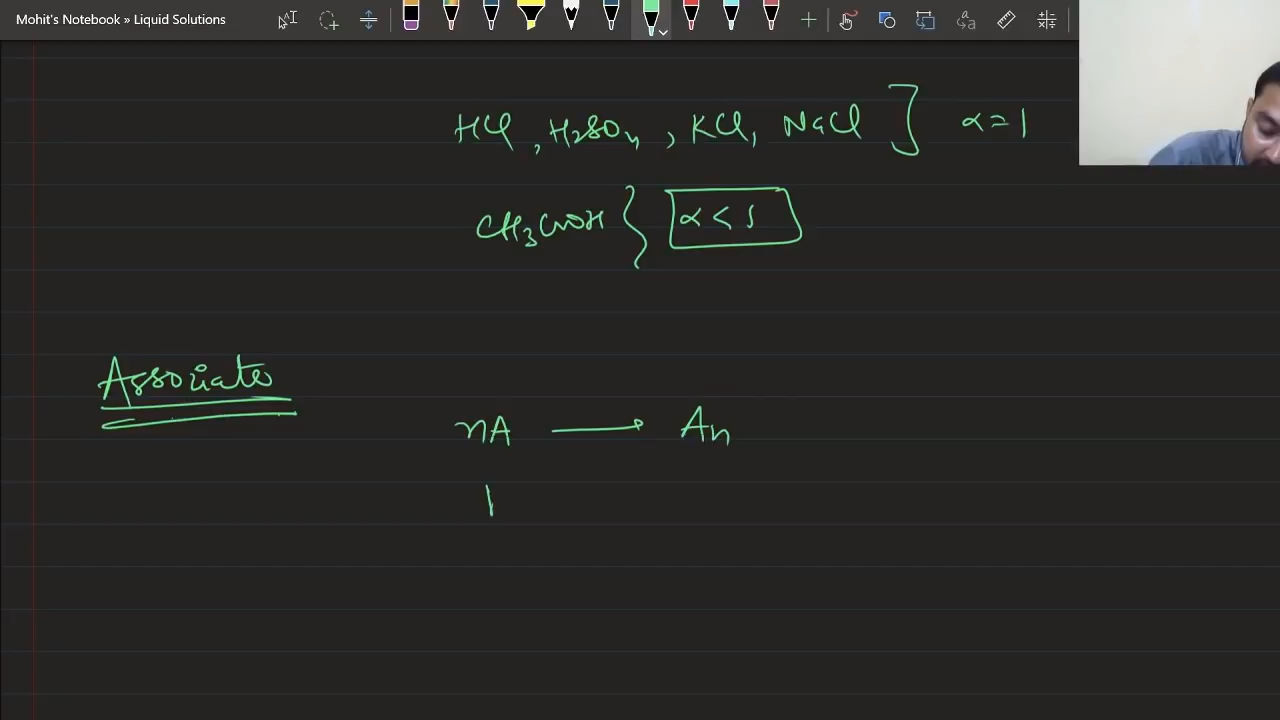 Mohit's Notebook » Liquid Solutions
HCl, H2SO4, KCl, NaCl ] α = 1
CH3COOH } α < 1
Associate
nA → An
1